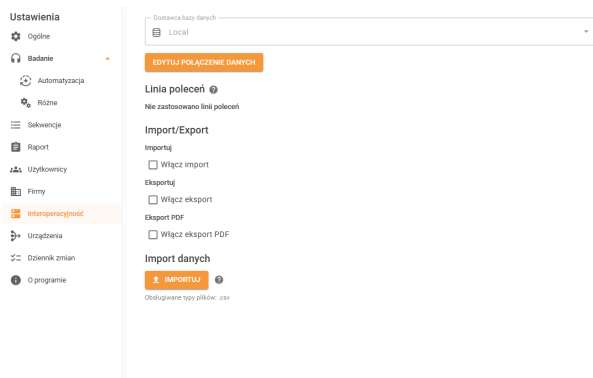 Ustawienia
Ogólne
Badanie
Automatyzacja
Różne
Sekwencje
Raport
Użytkownicy
Firmy
Interoperacyjność
Urządzenia
Dziennik zmian
O programie
Dostawca bazy danych
Local
EDYTUJ POŁĄCZENIE DANYCH
Linia poleceń
Nie zastosowano linii poleceń
Import/Export
Importuj
Włącz import
Eksportuj
Włącz eksport
Eksport PDF
Włącz eksport PDF
Import danych
IMPORTUJ
Obsługiwane typy plików: .csv